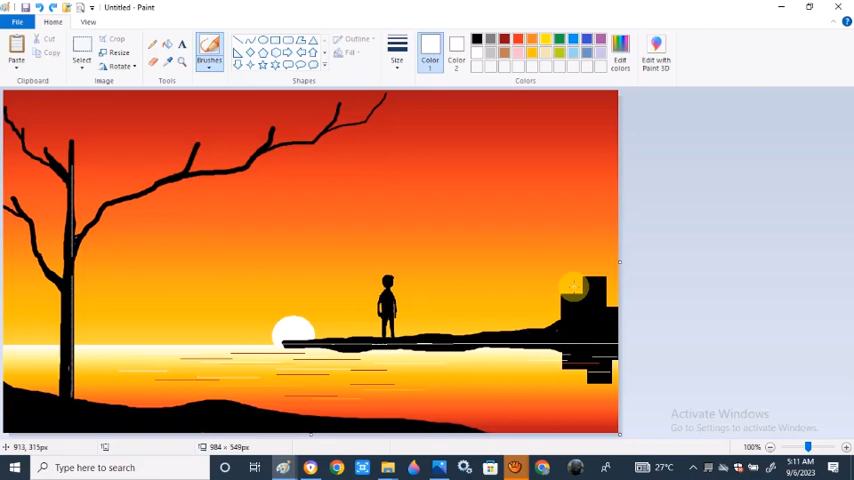 Untitled - Paint
File Home View
Paste
Cut
Copy
Clipboard
Select
Crop
Resize
Rotate
Image
A
Tools
Brushes
Outline
Fill
Shapes
Size
Color 1
Color 2
Edit colors
Colors
Edit with Paint 3D
Activate Windows
Go to Settings to activate Windows.
913, 315px
984 × 549px
100%
Type here to search
27°C
5:11 AM
9/6/2023